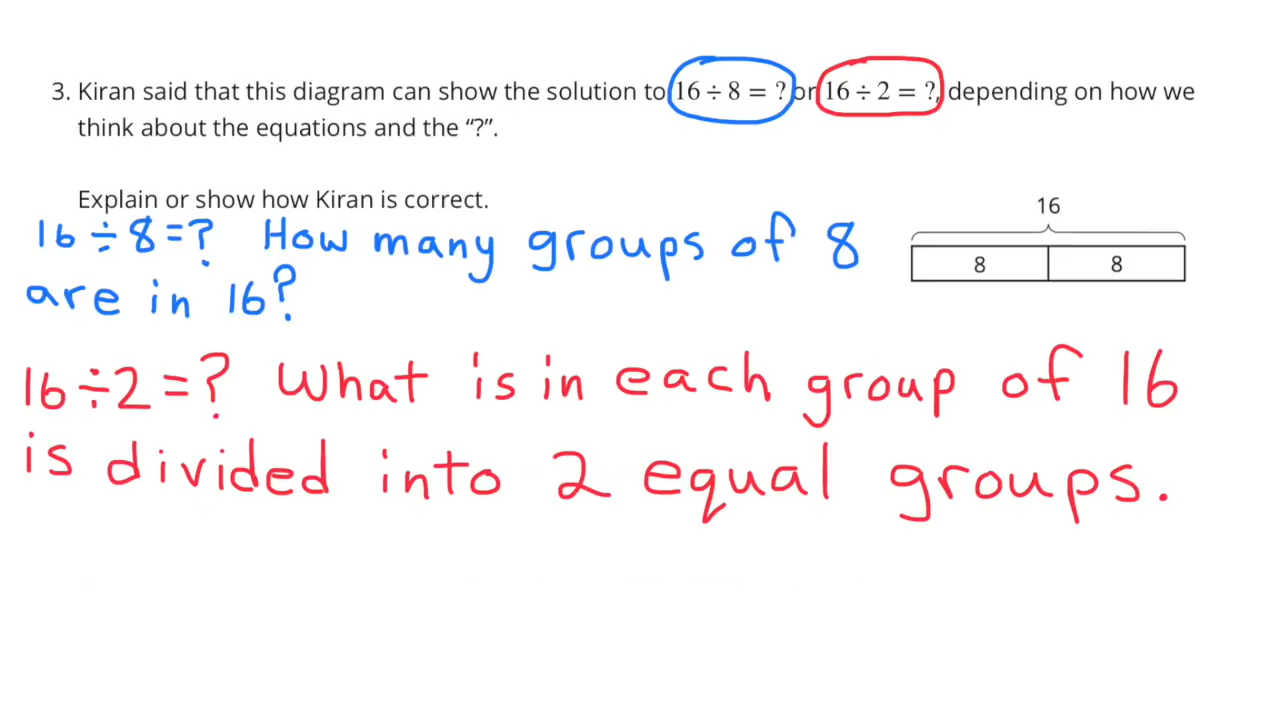 3. Kiran said that this diagram can show the solution to 16 ÷ 8 = ? or 16 ÷ 2 = ?, depending on how we
think about the equations and the “?”.
Explain or show how Kiran is correct.
16÷8=? How many groups of 8
are in 16?
16
8 8
16÷2=? What is in each group of 16
is divided into 2 equal groups.